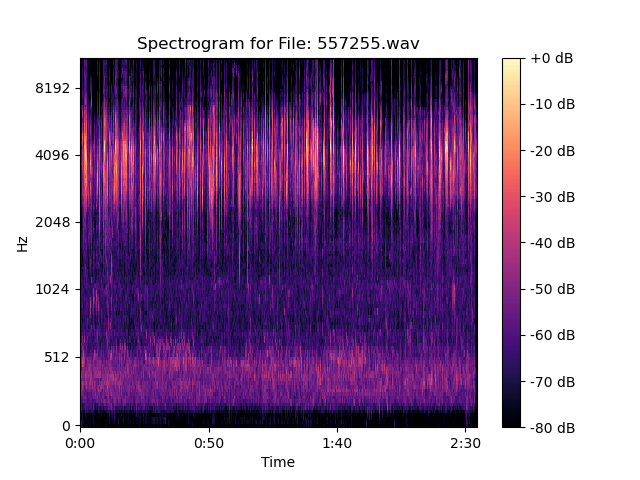 Spectrogram for File: 557255.wav
+0 dB
8192
-10 dB
4096
-20 dB
-30 dB
2048
Hz
-40 dB
1024
-50 dB
-60 dB
512
-70 dB
0
-80 dB
0:00 0:50 1:40 2:30
Time